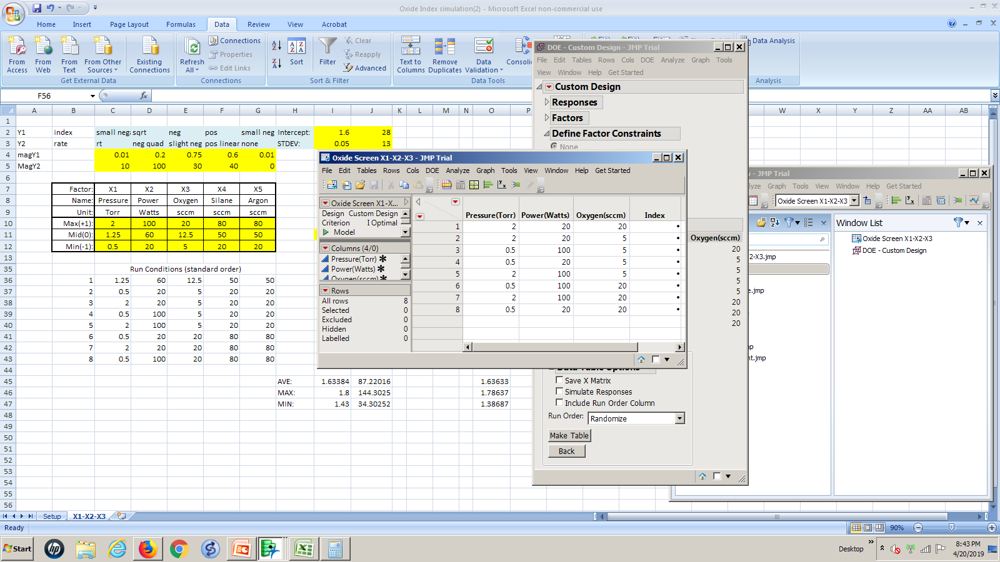 Oxide Index simulation(2) - Microsoft Excel non-commercial use
Home Insert Page Layout Formulas Data Review View Acrobat
From Access
From Web
From Text
From Other Sources
Existing Connections
Get External Data
Refresh All
Connections
Properties
Edit Links
Connections
Sort
Filter
Clear
Reapply
Advanced
Sort & Filter
Text to Columns
Remove Duplicates
Data Validation
Consoli
Data Tools
Data Analysis
Analysis
F56 fx
A B C D E F G H I J K L M N O P W X Y Z AA AB
1
2 Y1 index small nega sqrt neg pos small neg Intercept: 1.6 28
3 Y2 rate rt neg quad slight neg pos linear none STDEV: 0.05 13
4 magY1 0.01 0.2 0.75 0.6 0.01
5 MagY2 10 100 30 40 0
6
7 Factor: X1 X2 X3 X4 X5
8 Name: Pressure Power Oxygen Silane Argon
9 Unit: Torr Watts sccm sccm sccm
10 Max(+1): 2 100 20 80 80
11 Mid(0): 1.25 60 12.5 50 50
12 Min(-1): 0.5 20 5 20 20
13
35 Run Conditions (standard order)
36 1 1.25 60 12.5 50 50
37 2 0.5 20 5 20 20
38 3 2 20 5 20 20
39 4 0.5 100 5 20 20
40 5 2 100 5 20 20
41 6 0.5 20 20 80 80
42 7 2 20 20 80 80
43 8 0.5 100 20 80 80
44
45 AVE: 1.63384 87.22016 1.63633
46 MAX: 1.8 144.3025 1.78637
47 MIN: 1.43 34.30252 1.38687
48
49
50
51
52
53
54
55
56
Setup X1-X2-X3
Ready
90%
DOE - Custom Design - JMP Trial
File Edit Tables Rows Cols DOE Analyze Graph Tools
View Window Help Get Started
Custom Design
Responses
Factors
Define Factor Constraints
None
Oxygen(sccm)
20
5
5
5
5
20
20
20
Data Table Options
Save X Matrix
Simulate Responses
Include Run Order Column
Run Order: Randomize
Make Table
Back
Oxide Screen X1-X2-X3 - JMP Trial
File Edit Tables Rows Cols DOE Analyze Graph Tools View Window Help Get Started
Oxide Screen X1-X...
Design Custom Design
Criterion I Optimal
Model
Columns (4/0)
Pressure(Torr)
Power(Watts)
Oxygen(sccm)
Rows
All rows 8
Selected 0
Excluded 0
Hidden 0
Labelled 0
Pressure(Torr) Power(Watts) Oxygen(sccm) Index
1 2 20 20 •
2 2 20 5 •
3 0.5 100 5 •
4 0.5 20 5 •
5 2 100 5 •
6 0.5 100 20 •
7 2 100 20 •
8 0.5 20 20 •
- JMP Trial
yze Graph Tools View Window Help Get Started
Oxide Screen X1-X2-X3
2-X3.jmp
e.jmp
np
nt.jmp
Window List
Oxide Screen X1-X2-X3
DOE - Custom Design
Start
Desktop
8:43 PM
4/20/2019